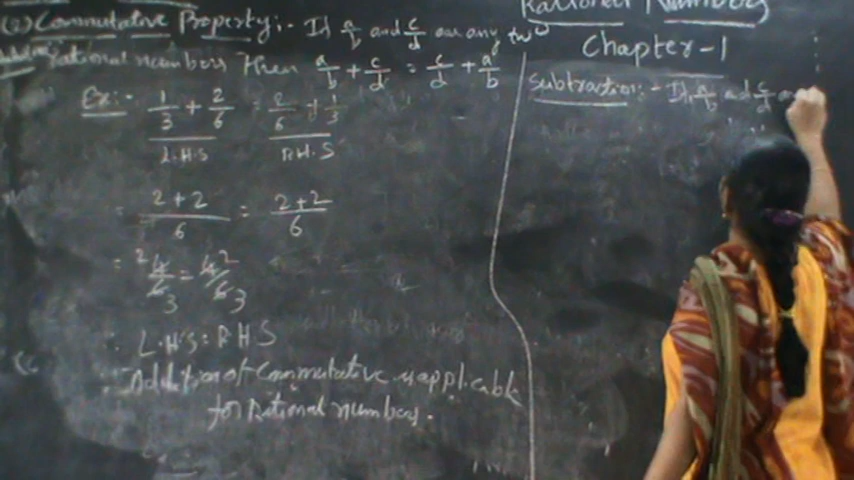 (2) Commutative Property:- If a/b and c/d are any two
rational numbers then a/b + c/d = c/d + a/b
Ex:- 1/3 + 2/6 = 2/6 + 1/3
L.H.S R.H.S
= 2+2/6 = 2+2/6
= 4/6 = 4/6
2 3 2 3
∴ L.H.S = RHS
∴ Addition of Commutative is applicable
for Rational numbers.
Rational Numbers
Chapter-1
Subtraction:- If a/b and c/d are